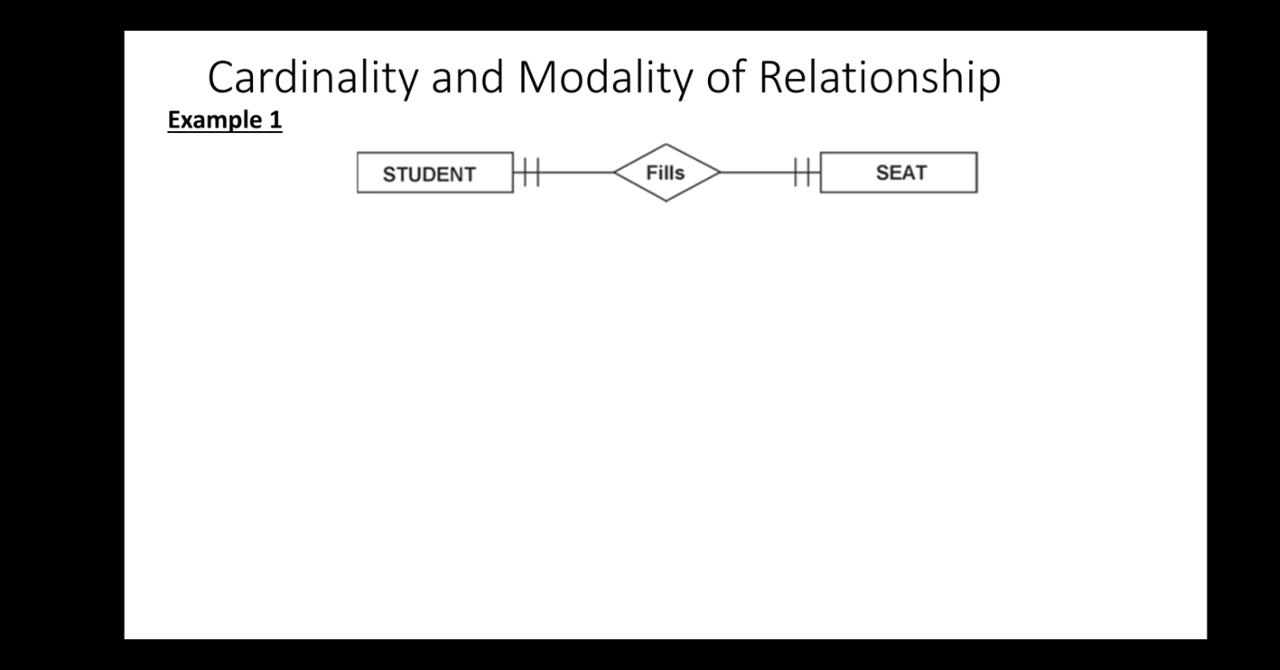 Cardinality and Modality of Relationship
Example 1
STUDENT Fills SEAT